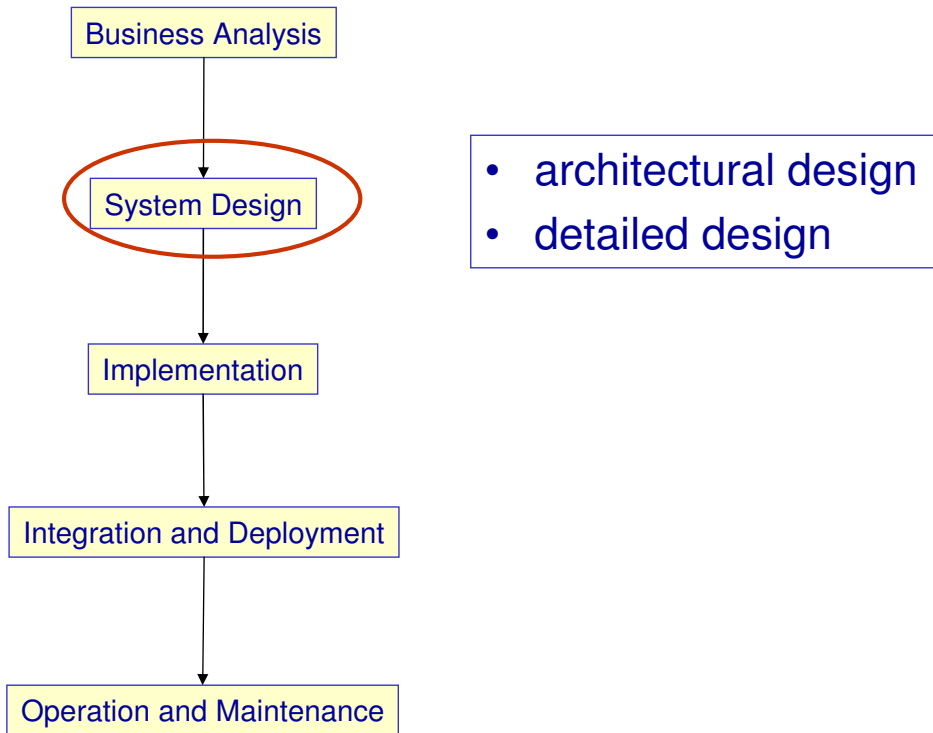 Business Analysis
System Design
• architectural design
• detailed design
Implementation
Integration and Deployment
Operation and Maintenance